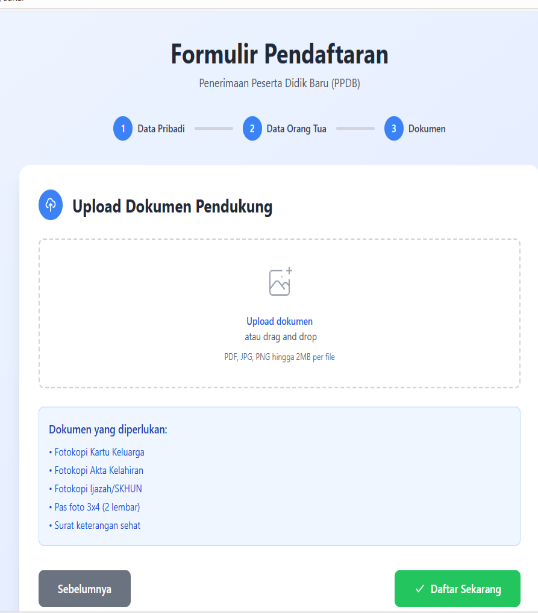 Formulir Pendaftaran
Penerimaan Peserta Didik Baru (PPDB)
1 Data Pribadi 2 Data Orang Tua 3 Dokumen
Upload Dokumen Pendukung
Upload dokumen
atau drag and drop
PDF, JPG, PNG hingga 2MB per file
Dokumen yang diperlukan:
• Fotokopi Kartu Keluarga
• Fotokopi Akta Kelahiran
• Fotokopi Ijazah/SKHUN
• Pas foto 3x4 (2 lembar)
• Surat keterangan sehat
Sebelumnya ✓ Daftar Sekarang